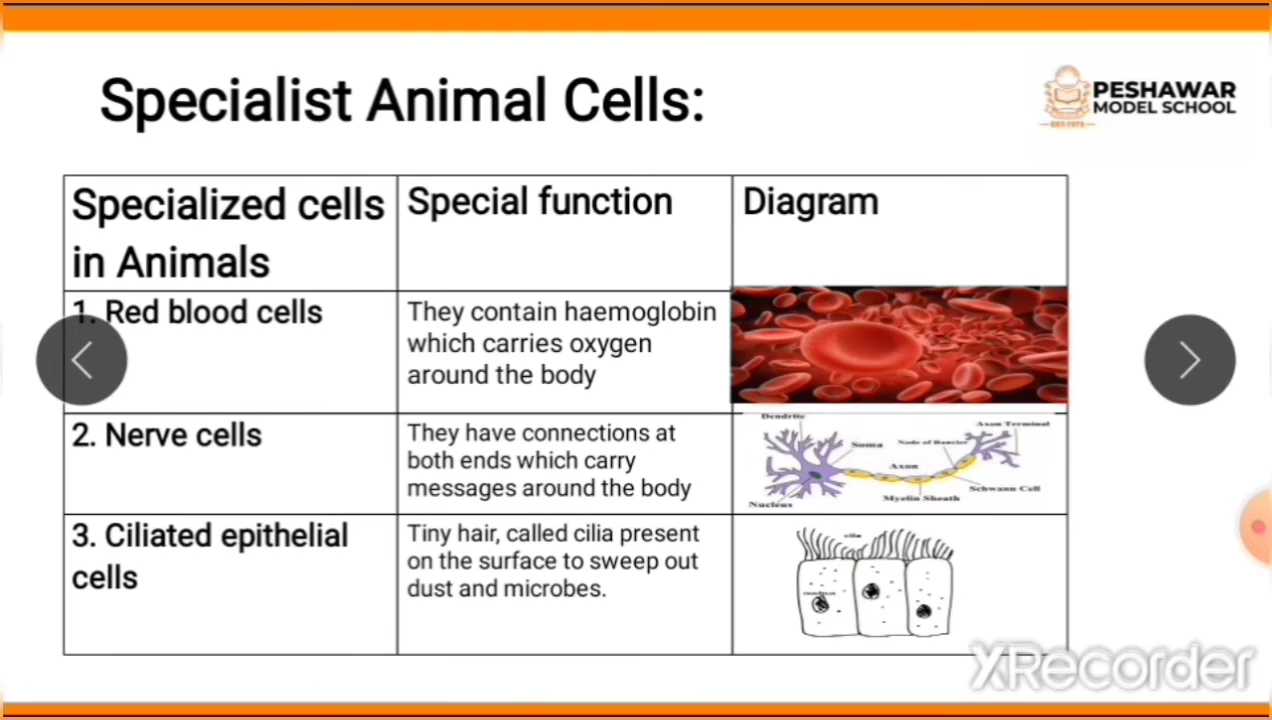 Specialist Animal Cells:
PESHAWAR
MODEL SCHOOL
Specialized cells
in Animals
Special function
Diagram
1. Red blood cells
They contain haemoglobin
which carries oxygen
around the body
2. Nerve cells
They have connections at
both ends which carry
messages around the body
Dendrite
Axon Terminal
Soma
Node of Ranvier
Axon
Schwann Cell
Myelin Sheath
Nucleus
3. Ciliated epithelial
cells
Tiny hair, called cilia present
on the surface to sweep out
dust and microbes.
cilia
nucleus
XRecorder